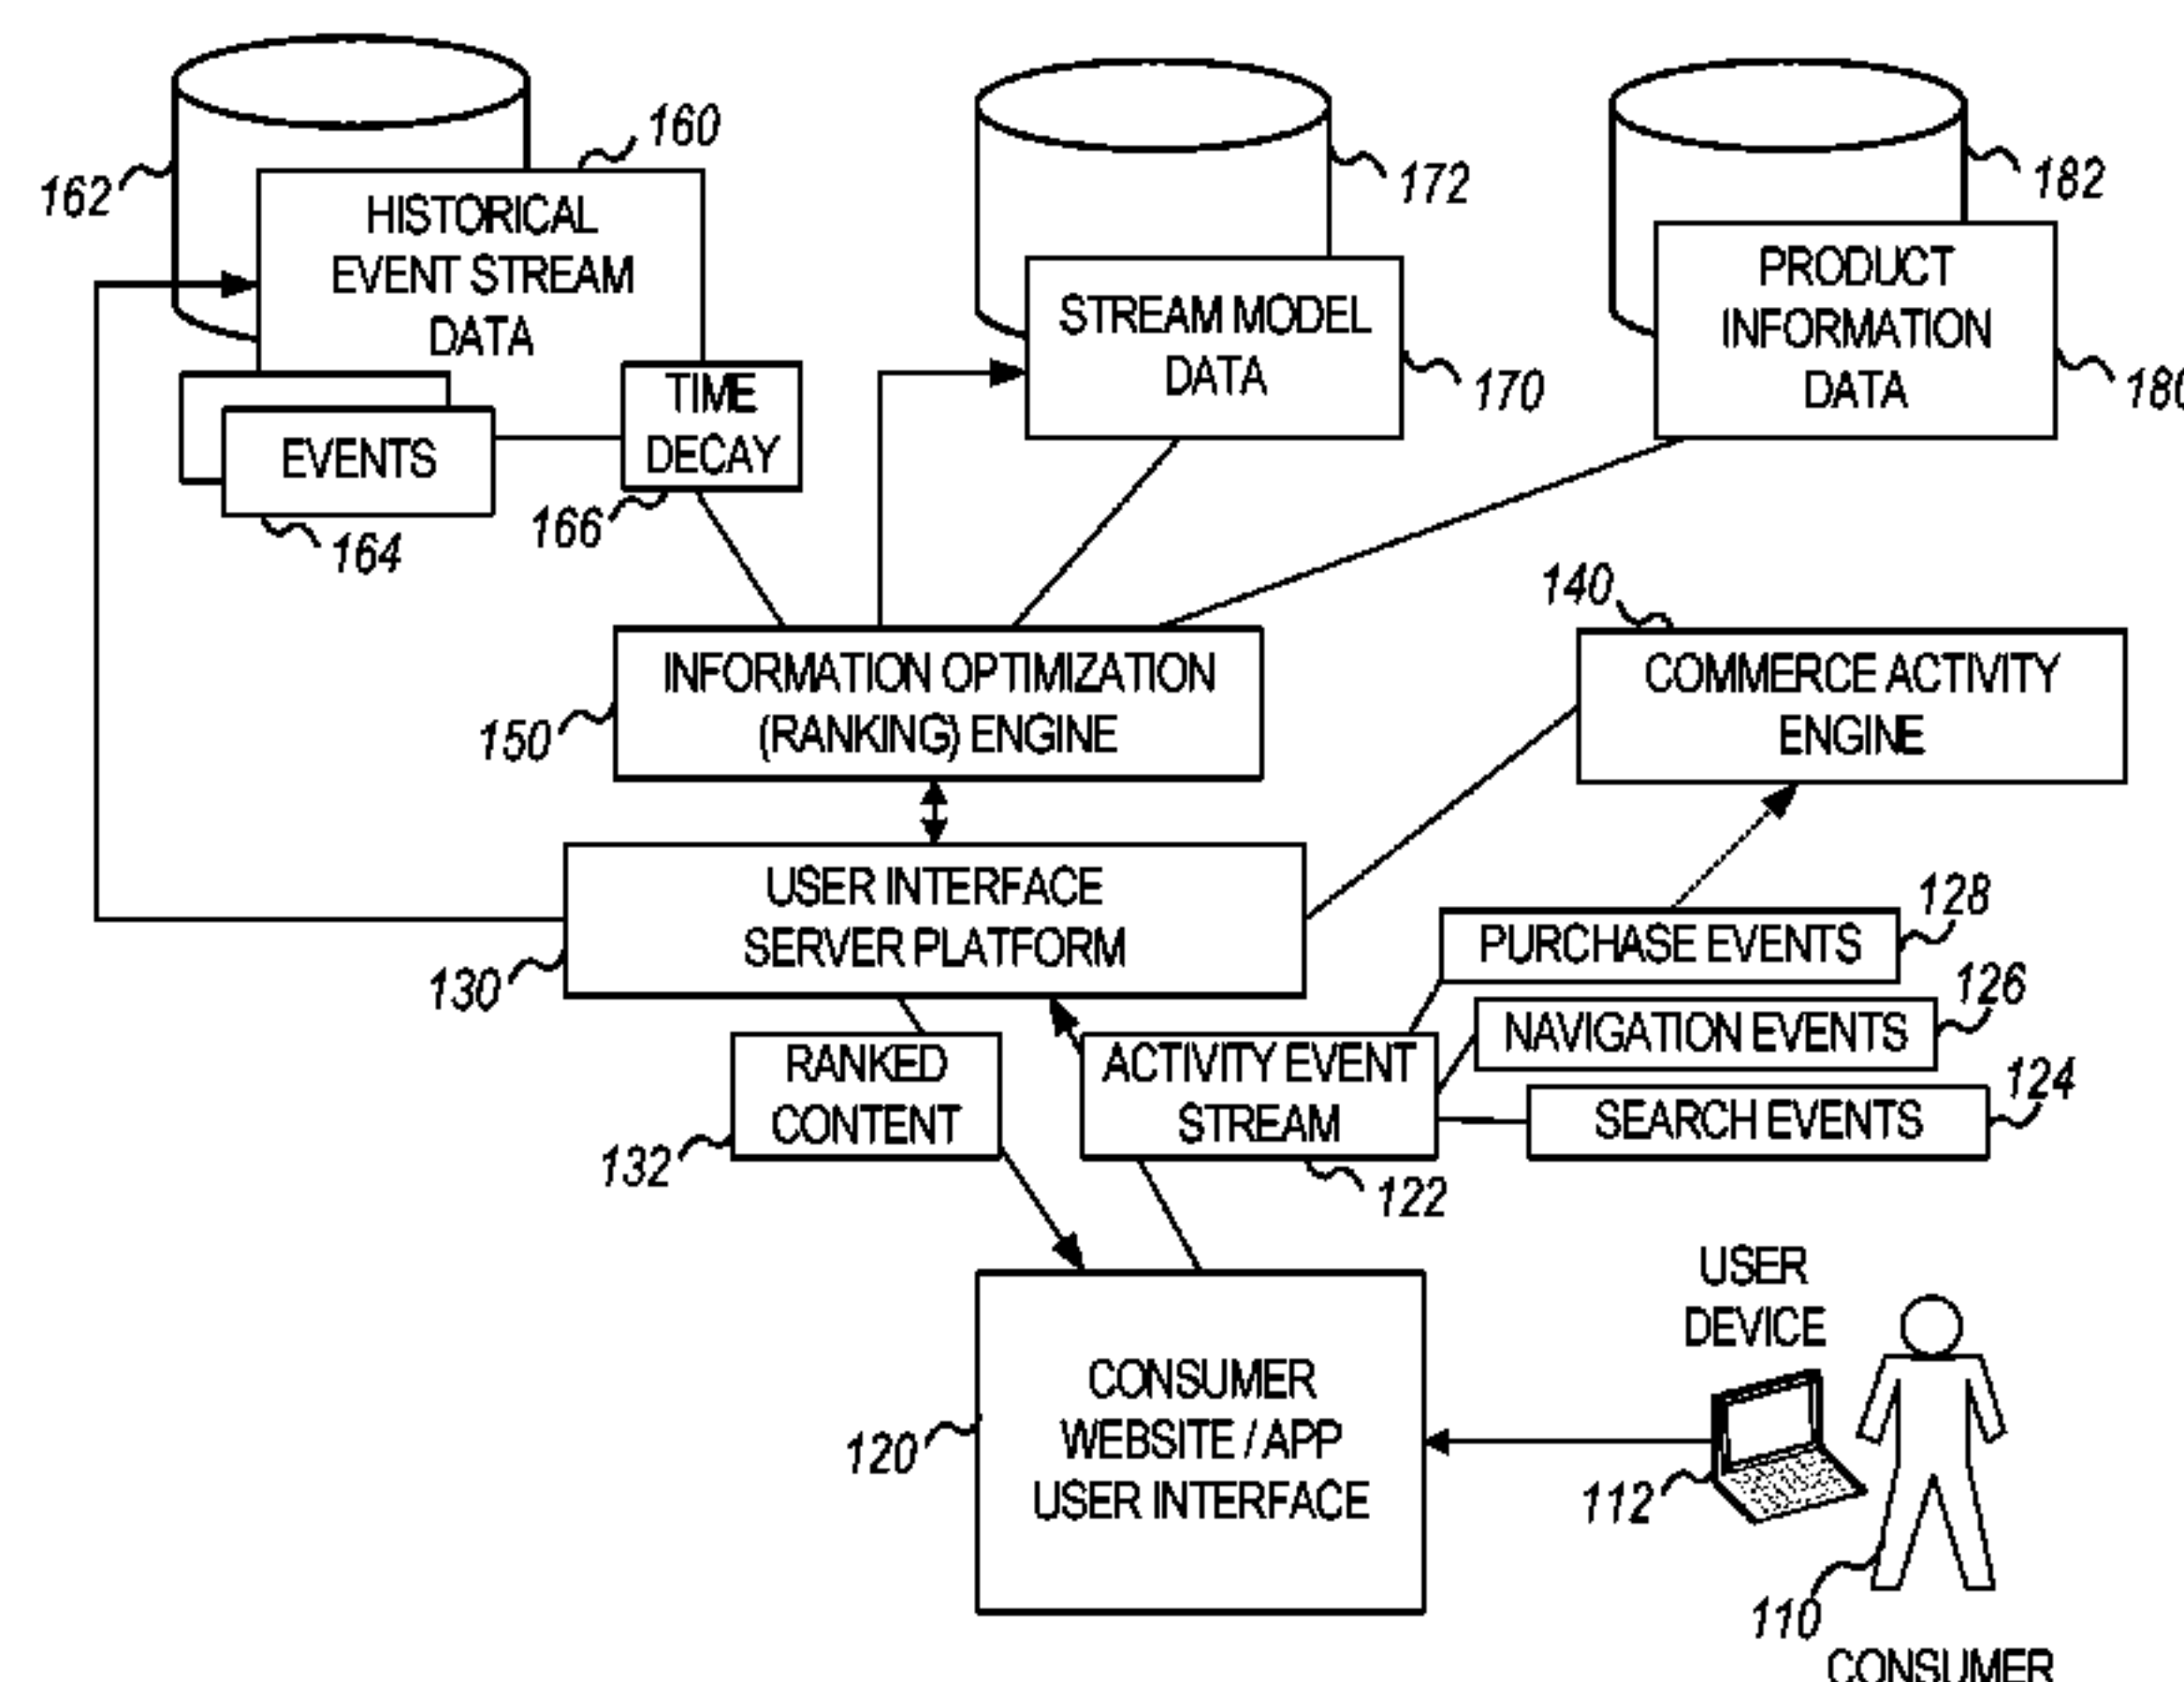 160
162
HISTORICAL
EVENT STREAM
DATA
172
182
STREAM MODEL
DATA
170
PRODUCT
INFORMATION
DATA
180
TIME
DECAY
166
EVENTS
164
140
INFORMATION OPTIMIZATION
(RANKING) ENGINE
150
COMMERCE ACTIVITY
ENGINE
USER INTERFACE
SERVER PLATFORM
130
128
PURCHASE EVENTS
126
NAVIGATION EVENTS
124
SEARCH EVENTS
RANKED
CONTENT
132
ACTIVITY EVENT
STREAM
122
USER
DEVICE
CONSUMER
WEBSITE / APP
USER INTERFACE
120
112
110
CONSUMER